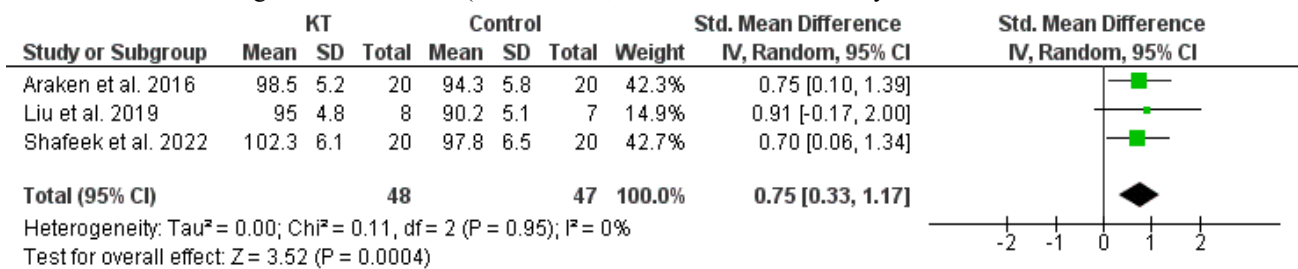 KT Control Std. Mean Difference Std. Mean Difference
Study or Subgroup Mean SD Total Mean SD Total Weight IV, Random, 95% CI IV, Random, 95% CI
Araken et al. 2016 98.5 5.2 20 94.3 5.8 20 42.3% 0.75 [0.10, 1.39]
Liu et al. 2019 95 4.8 8 90.2 5.1 7 14.9% 0.91 [-0.17, 2.00]
Shafeek et al. 2022 102.3 6.1 20 97.8 6.5 20 42.7% 0.70 [0.06, 1.34]
Total (95% CI) 48 47 100.0% 0.75 [0.33, 1.17]
Heterogeneity: Tau² = 0.00; Chi² = 0.11, df = 2 (P = 0.95); I² = 0%
Test for overall effect: Z = 3.52 (P = 0.0004)
-2 -1 0 1 2